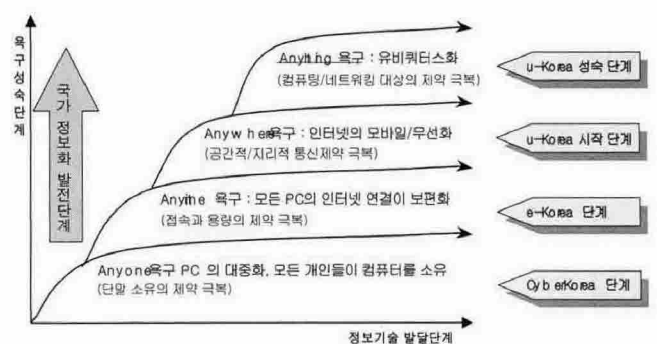 욕구성숙단계
국가 정보화 발전단계
Anything 욕구 : 유비쿼터스화
(컴퓨팅/네트워킹 대상의 제약 극복)
u-Korea 성숙 단계
Anywhere욕구 : 인터넷의 모바일/무선화
(공간적/지리적 통신제약 극복)
u-Korea 시작 단계
Anytime 욕구 : 모든 PC의 인터넷 연결이 보편화
(접속과 용량의 제약 극복)
e-Korea 단계
Anyone욕구 PC 의 대중화, 모든 개인들이 컴퓨터를 소유
(단말 소유의 제약 극복)
CyberKorea 단계
정보기술 발달단계